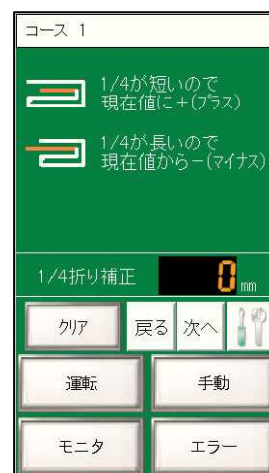 コース 1
1/4が短いので
現在値に+(プラス)
1/4が長いので
現在値から−(マイナス)
1/4折り補正 0 mm
クリア 戻る 次へ
運転 手動
モニタ エラー